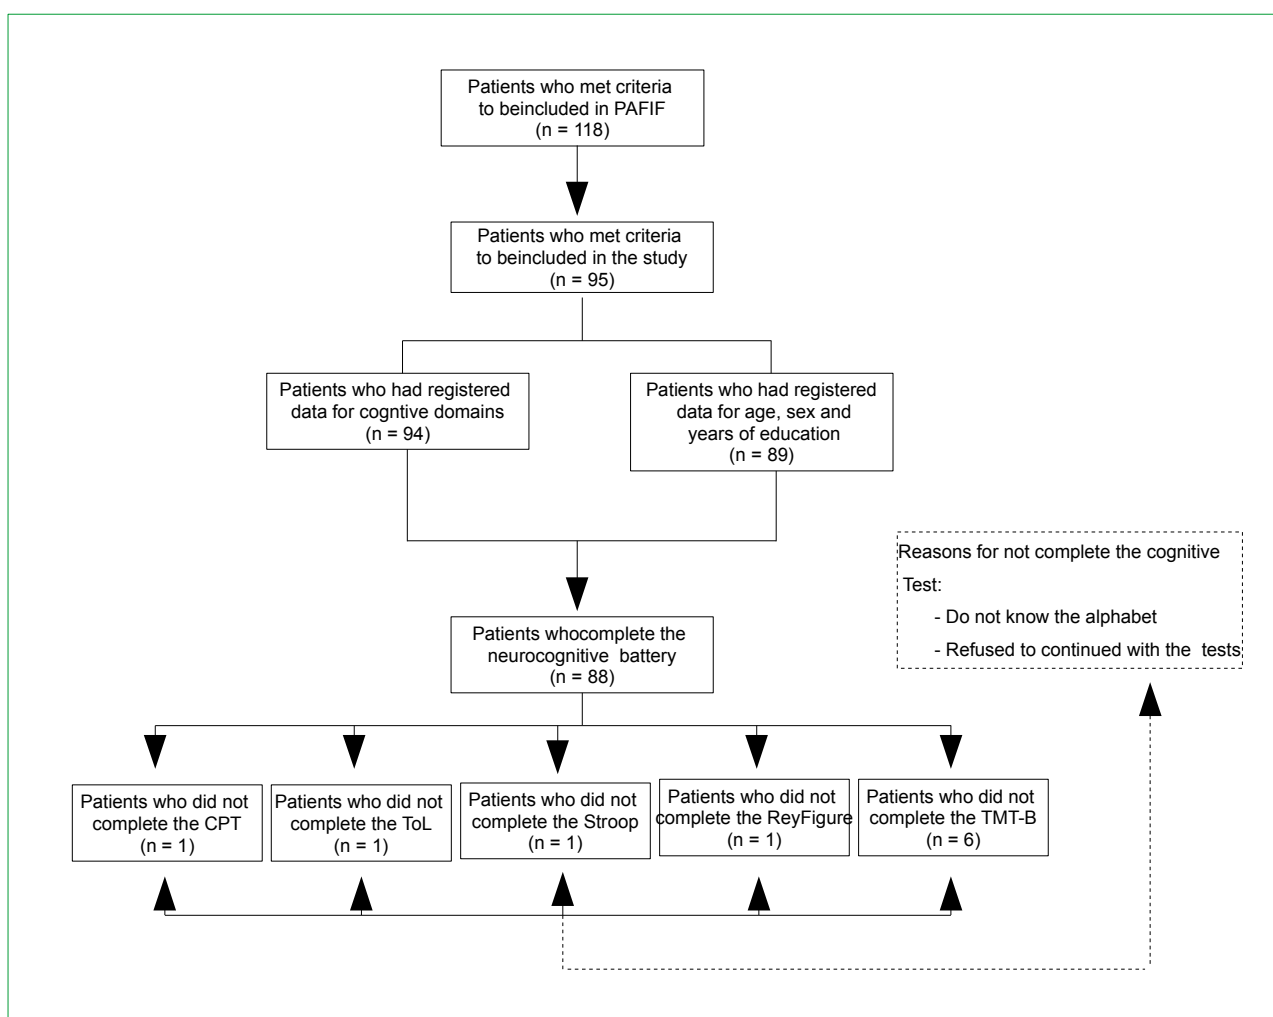 Patients who met criteria
to beincluded in PAFIF
(n = 118)
Patients who met criteria
to beincluded in the study
(n = 95)
Patients who had registered
data for cogntive domains
(n = 94)
Patients who had registered
data for age, sex and
years of education
(n = 89)
Reasons for not complete the cognitive
Test:
- Do not know the alphabet
- Refused to continued with the tests
Patients whocomplete the
neurocognitive battery
(n = 88)
Patients who did not
complete the CPT
(n = 1)
Patients who did not
complete the ToL
(n = 1)
Patients who did not
complete the Stroop
(n = 1)
Patients who did not
complete the ReyFigure
(n = 1)
Patients who did not
complete the TMT-B
(n = 6)